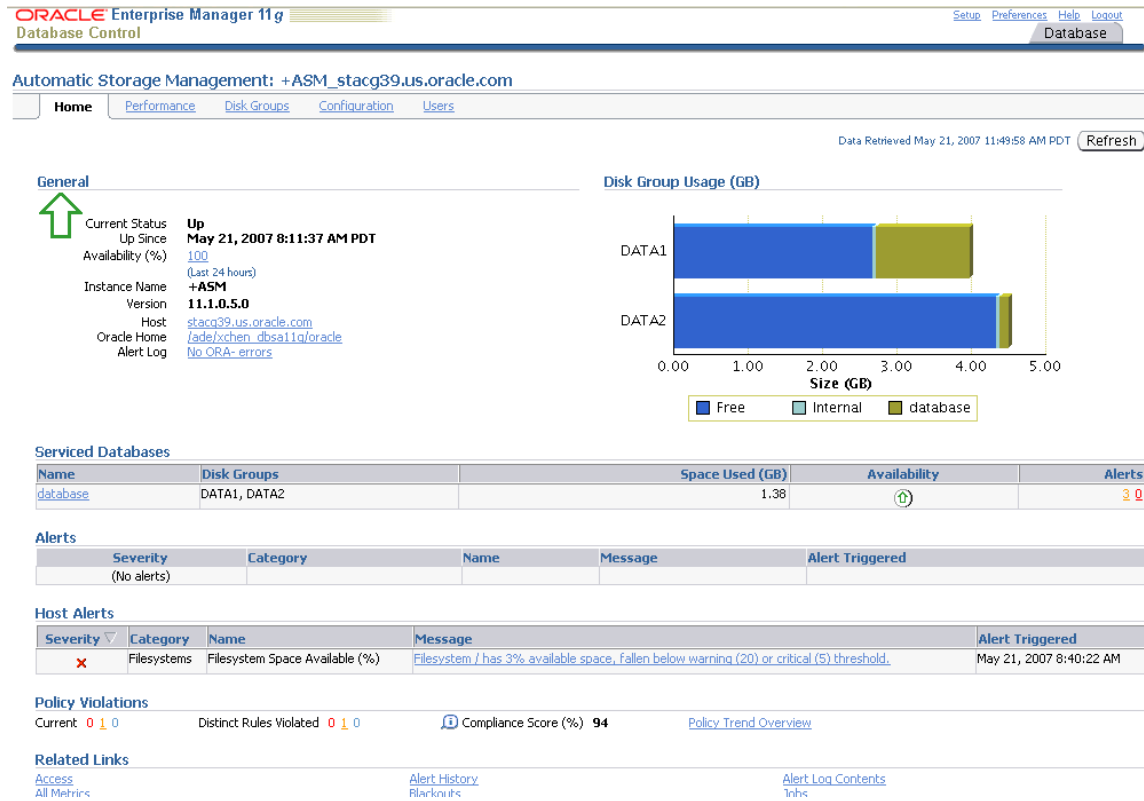 ORACLE Enterprise Manager 11g
Database Control
Setup Preferences Help Logout
Database
Automatic Storage Management: +ASM_stacg39.us.oracle.com
Home Performance Disk Groups Configuration Users
Data Retrieved May 21, 2007 11:49:58 AM PDT Refresh
General
Current Status Up
Up Since May 21, 2007 8:11:37 AM PDT
Availability (%) 100
(Last 24 hours)
Instance Name +ASM
Version 11.1.0.5.0
Host stacg39.us.oracle.com
Oracle Home /ade/xchen_dbsa11g/oracle
Alert Log No ORA- errors
Disk Group Usage (GB)
DATA1
DATA2
0.00 1.00 2.00 3.00 4.00 5.00
Size (GB)
Free Internal database
Serviced Databases
Name Disk Groups Space Used (GB) Availability Alerts
database DATA1, DATA2 1.38 3 0
Alerts
Severity Category Name Message Alert Triggered
(No alerts)
Host Alerts
Severity Category Name Message Alert Triggered
Filesystems Filesystem Space Available (%) Filesystem / has 3% available space, fallen below warning (20) or critical (5) threshold. May 21, 2007 8:40:22 AM
Policy Violations
Current 0 1 0 Distinct Rules Violated 0 1 0 Compliance Score (%) 94 Policy Trend Overview
Related Links
Access Alert History Alert Log Contents
All Metrics Blackouts Jobs